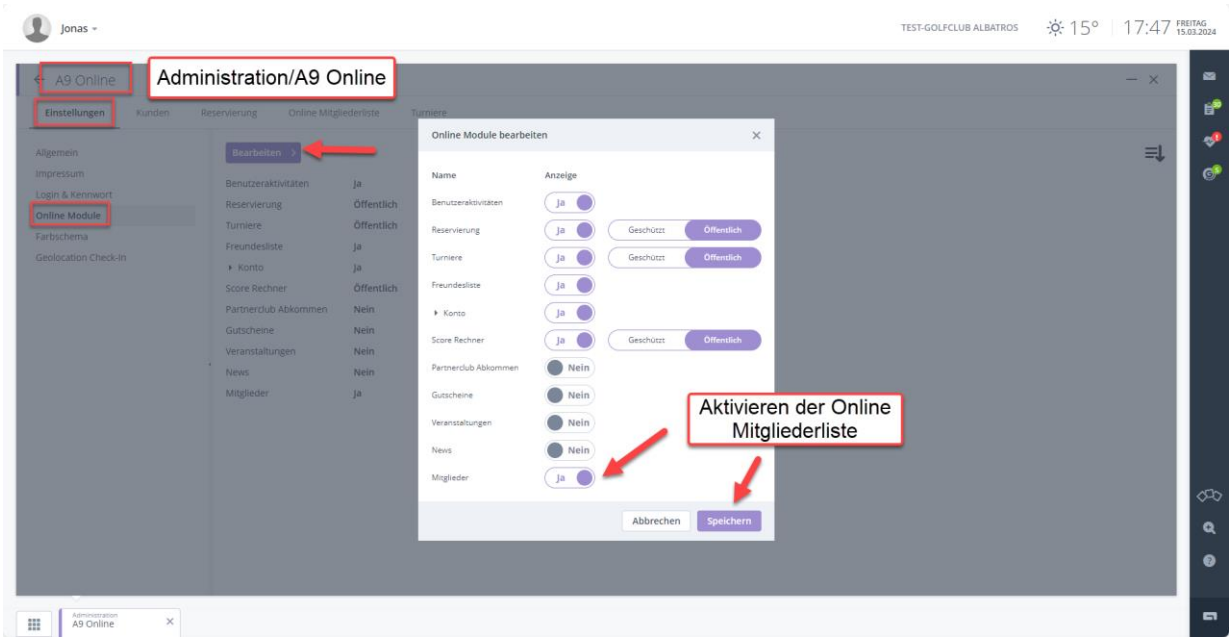 Jonas
TEST-GOLFCLUB ALBATROS
15°
17:47
FREITAG
15.03.2024
A9 Online
Administration/A9 Online
Einstellungen
Kunden
Reservierung
Online Mitgliederliste
Turniere
Allgemein
Impressum
Login & Kennwort
Online Module
Farbschema
Geolocation Check-In
Bearbeiten
Benutzeraktivitäten Ja
Reservierung Öffentlich
Turniere Öffentlich
Freundesliste Ja
Konto Ja
Score Rechner Öffentlich
Partnerclub Abkommen Nein
Gutscheine Nein
Veranstaltungen Nein
News Nein
Mitglieder Ja
Online Module bearbeiten
Name Anzeige
Benutzeraktivitäten Ja
Reservierung Ja Geschützt Öffentlich
Turniere Ja Geschützt Öffentlich
Freundesliste Ja
Konto Ja
Score Rechner Ja Geschützt Öffentlich
Partnerclub Abkommen Nein
Gutscheine Nein
Veranstaltungen Nein
News Nein
Mitglieder Ja
Aktivieren der Online
Mitgliederliste
Abbrechen Speichern
Administration
A9 Online